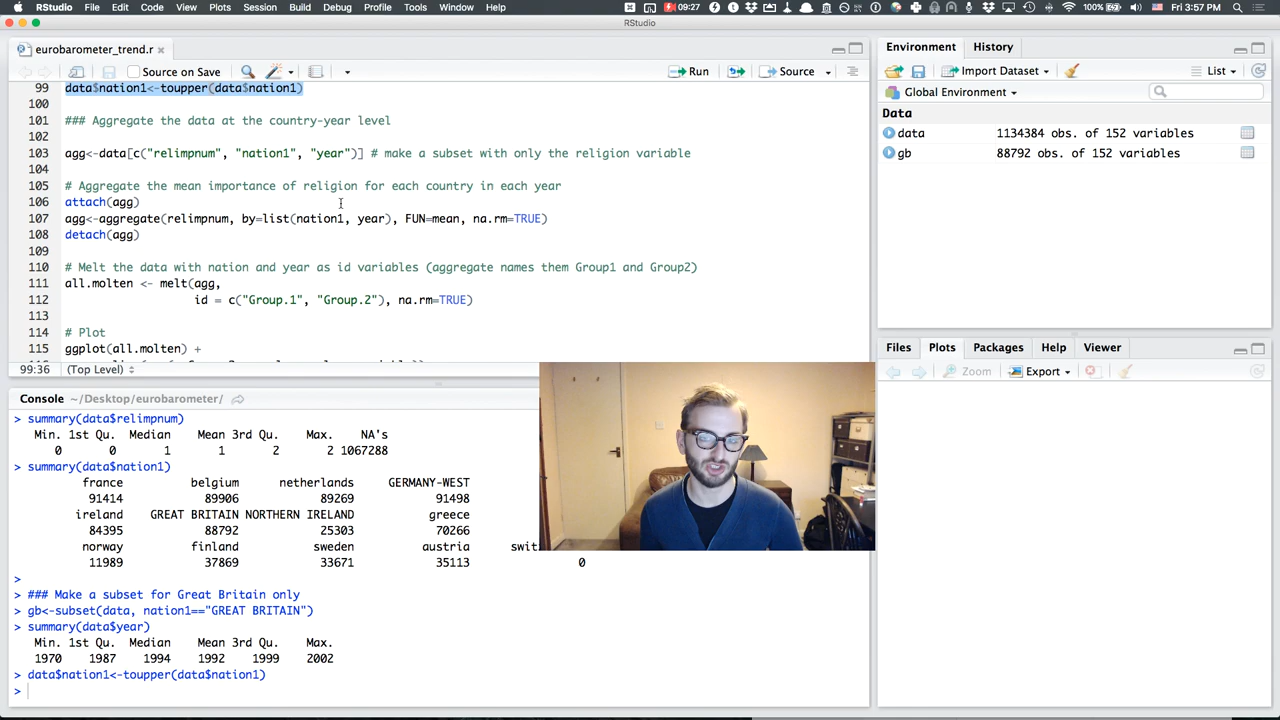 RStudio File Edit Code View Plots Session Build Debug Profile Tools Window Help 09:27 100% Fri 3:57 PM
RStudio
eurobarometer_trend.r
Source on Save Run Source
99 data$nation1<-toupper(data$nation1)
100
101 ### Aggregate the data at the country-year level
102
103 agg<-data[c("relimpnum", "nation1", "year")] # make a subset with only the religion variable
104
105 # Aggregate the mean importance of religion for each country in each year
106 attach(agg)
107 agg<-aggregate(relimpnum, by=list(nation1, year), FUN=mean, na.rm=TRUE)
108 detach(agg)
109
110 # Melt the data with nation and year as id variables (aggregate names them Group1 and Group2)
111 all.molten <- melt(agg,
112 id = c("Group.1", "Group.2"), na.rm=TRUE)
113
114 # Plot
115 ggplot(all.molten) +
99:36 (Top Level)
Console ~/Desktop/eurobarometer/
> summary(data$relimpnum)
Min. 1st Qu. Median Mean 3rd Qu. Max. NA's
0 0 1 1 2 2 1067288
> summary(data$nation1)
france belgium netherlands GERMANY-WEST
91414 89906 89269 91498
ireland GREAT BRITAIN NORTHERN IRELAND greece
84395 88792 25303 70266
norway finland sweden austria swit
11989 37869 33671 35113 0
>
> ### Make a subset for Great Britain only
> gb<-subset(data, nation1=="GREAT BRITAIN")
> summary(data$year)
Min. 1st Qu. Median Mean 3rd Qu. Max.
1970 1987 1994 1992 1999 2002
> data$nation1<-toupper(data$nation1)
>
Environment History
Import Dataset List
Global Environment
Data
data 1134384 obs. of 152 variables
gb 88792 obs. of 152 variables
Files Plots Packages Help Viewer
Zoom Export